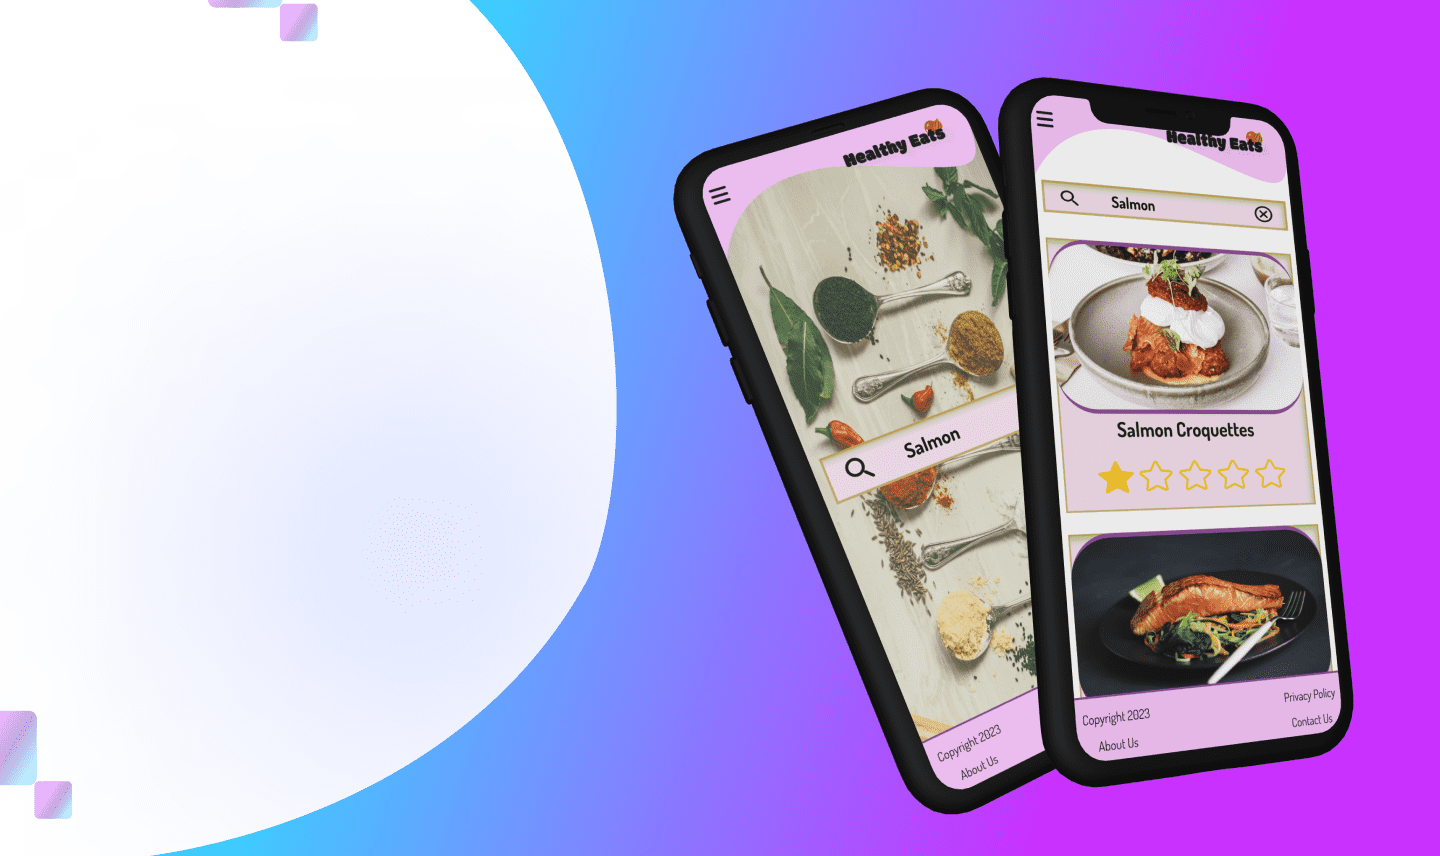 Healthy Eats
Salmon
Copyright 2023
About Us
Healthy Eats
Salmon
Salmon Croquettes
Copyright 2023
Privacy Policy
About Us
Contact Us